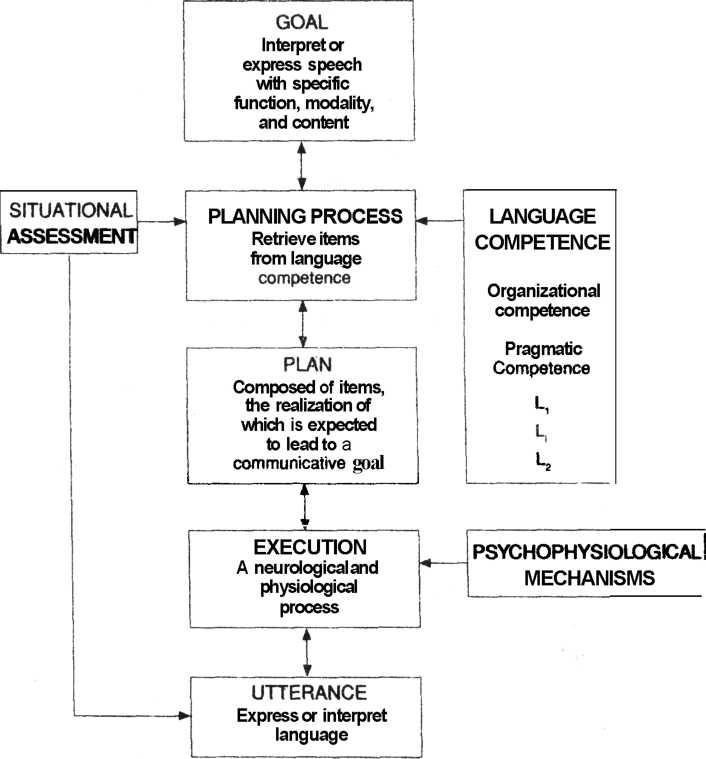 GOAL
Interpret or
express speech
with specific
function, modality,
and content
SITUATIONAL
ASSESSMENT
PLANNING PROCESS
Retrieve items
from language
competence
LANGUAGE
COMPETENCE
Organizational
competence
Pragmatic
Competence
L₁
Lᵢ
L₂
PLAN
Composed of items,
the realization of
which is expected
to lead to a
communicative goal
EXECUTION
A neurological and
physiological
process
PSYCHOPHYSIOLOGICAL
MECHANISMS
UTTERANCE
Express or interpret
language